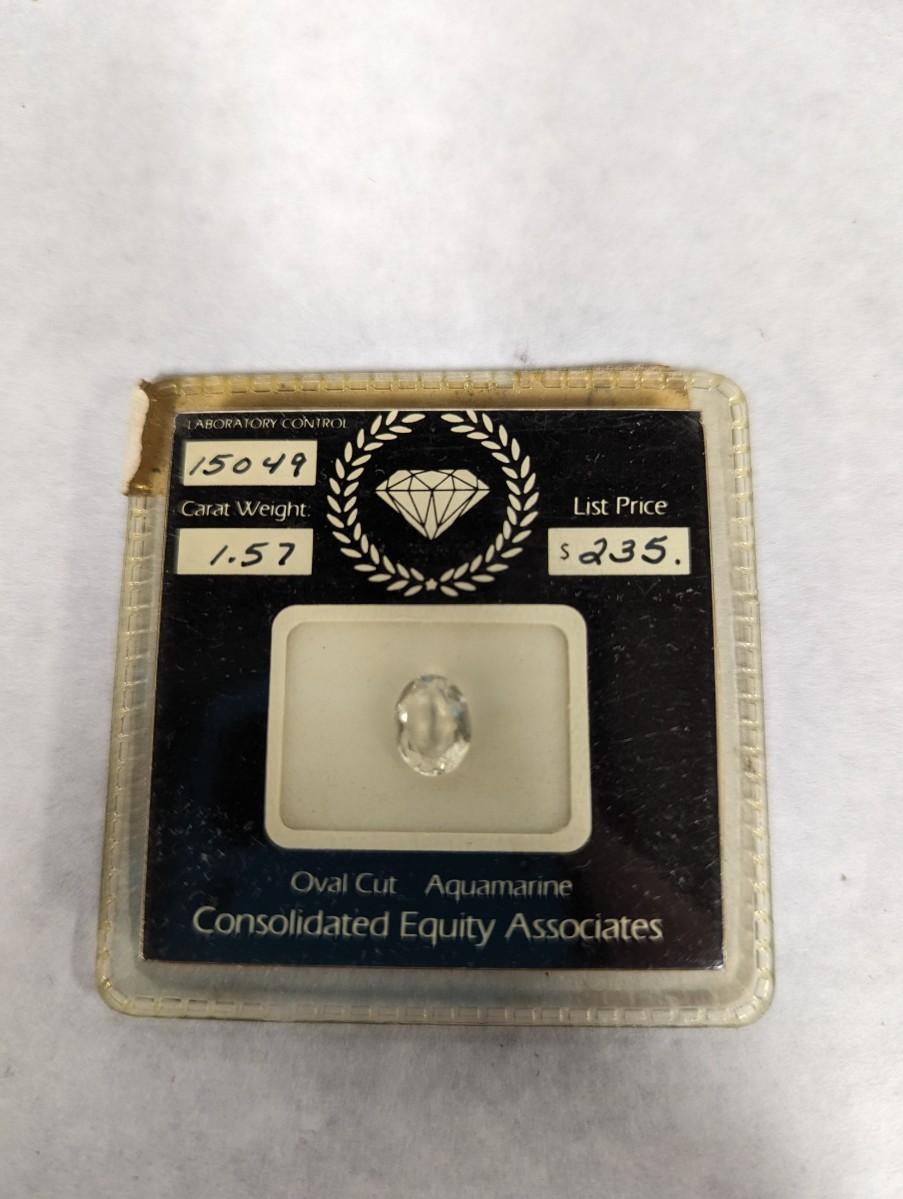 LABORATORY CONTROL
15049
Carat Weight
1.57
List Price
$ 235.
Oval Cut Aquamarine
Consolidated Equity Associates